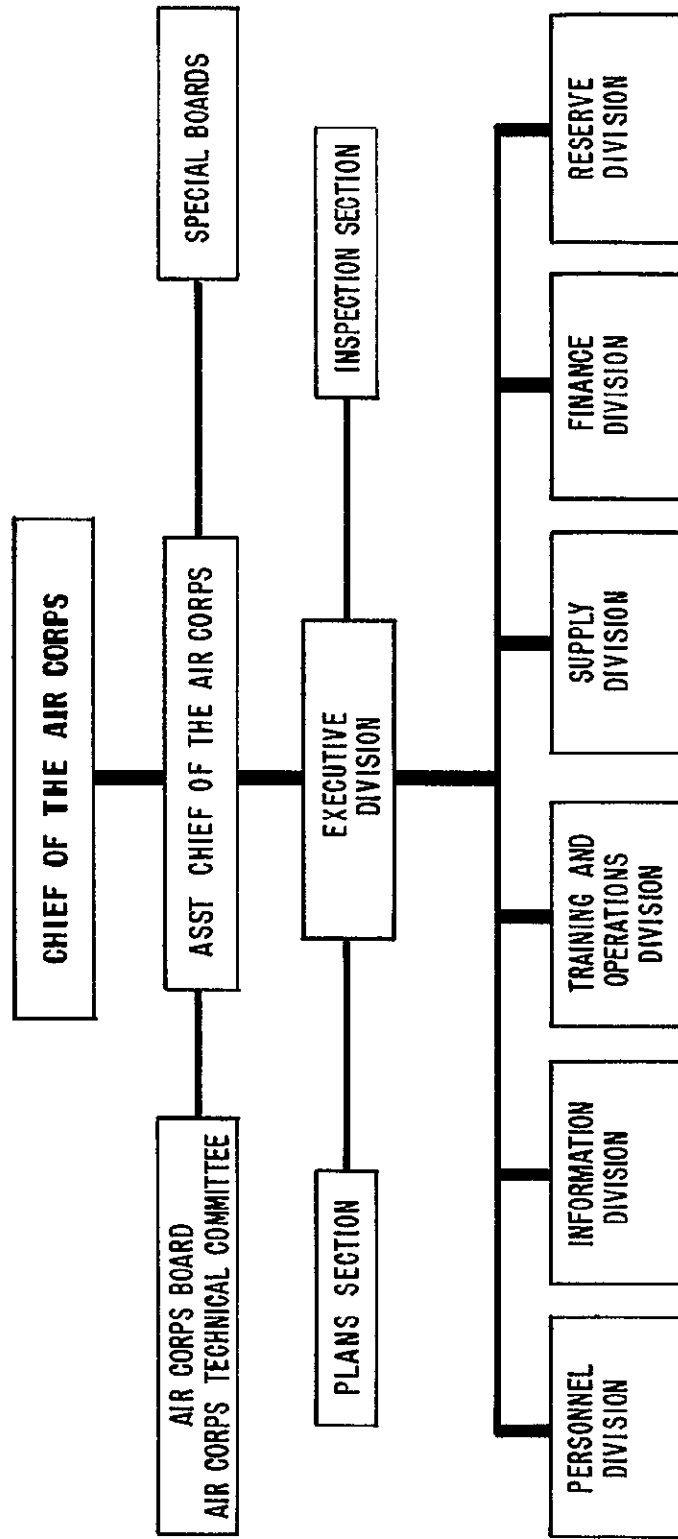 CHIEF OF THE AIR CORPS
AIR CORPS BOARD
AIR CORPS TECHNICAL COMMITTEE
ASST CHIEF OF THE AIR CORPS
SPECIAL BOARDS
PLANS SECTION
EXECUTIVE
DIVISION
INSPECTION SECTION
PERSONNEL
DIVISION
INFORMATION
DIVISION
TRAINING AND
OPERATIONS
DIVISION
SUPPLY
DIVISION
FINANCE
DIVISION
RESERVE
DIVISION